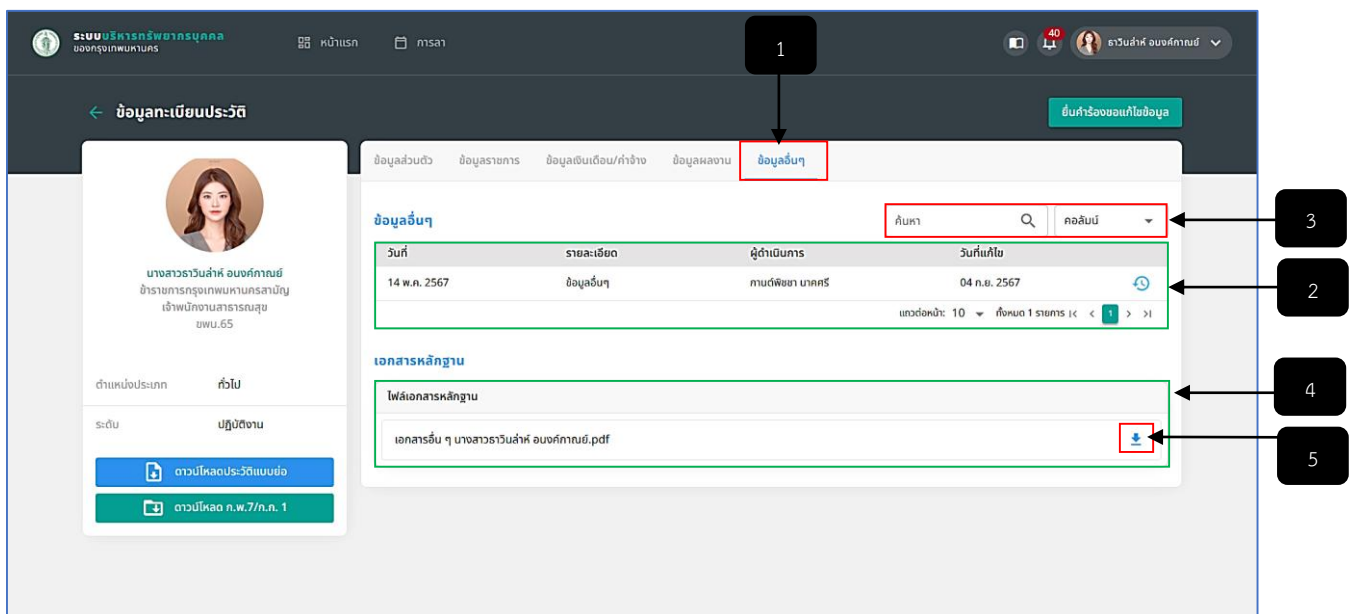 ระบบบริหารทรัพยากรบุคคล
ของกรุงเทพมหานคร
หน้าแรก
การลา
1
40
ธาวินล่าห์ อนงค์กาณย์
ข้อมูลทะเบียนประวัติ
ยื่นคำร้องขอแก้ไขข้อมูล
ข้อมูลส่วนตัว ข้อมูลราชการ ข้อมูลเงินเดือน/ค่าจ้าง ข้อมูลผลงาน ข้อมูลอื่นๆ
นางสาวธาวินล่าห์ อนงค์กาณย์
ข้าราชการกรุงเทพมหานครสามัญ
เจ้าพนักงานสาธารณสุข
ขพน.65
ตำแหน่งประเภท ทั่วไป
ระดับ ปฏิบัติงาน
ดาวน์โหลดประวัติแบบย่อ
ดาวน์โหลด ก.พ.7/ก.ก. 1
ข้อมูลอื่นๆ
ค้นหา
คอลัมน์
3
วันที่ รายละเอียด ผู้ดำเนินการ วันที่แก้ไข
14 พ.ค. 2567 ข้อมูลอื่นๆ กานต์พิชชา นาคศรี 04 ก.ย. 2567
2
แถวต่อหน้า: 10 ทั้งหมด 1 รายการ |< < 1 > >|
เอกสารหลักฐาน
ไฟล์เอกสารหลักฐาน
4
เอกสารอื่น ๆ นางสาวธาวินล่าห์ อนงค์กาณย์.pdf
5